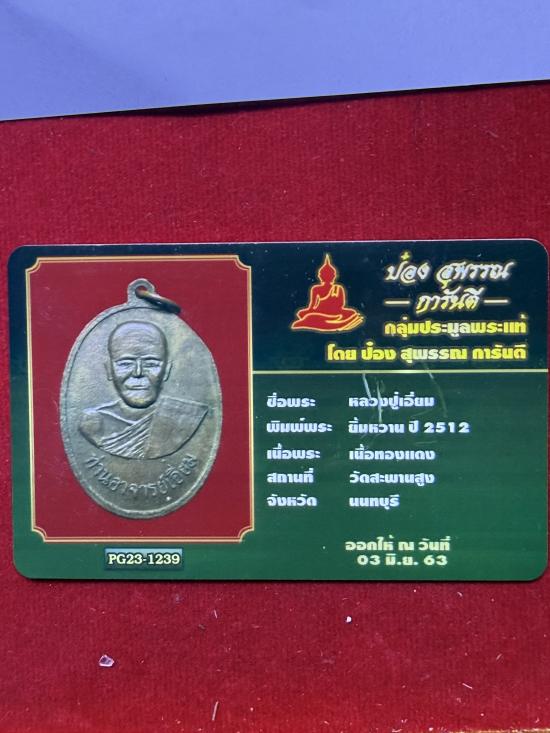 ป๋อง สุพรรณ
การันตี
กลุ่มประมูลพระแท้
โดย ป๋อง สุพรรณ การันตี
ชื่อพระ หลวงปู่เอี่ยม
พิมพ์พระ ยิ้มหวาน ปี 2512
เนื้อพระ เนื้อทองแดง
สถานที่ วัดสะพานสูง
จังหวัด นนทบุรี
ออกให้ ณ วันที่
03 มิ.ย. 63
ท่านอาจารย์เอี่ยม
PG23-1239